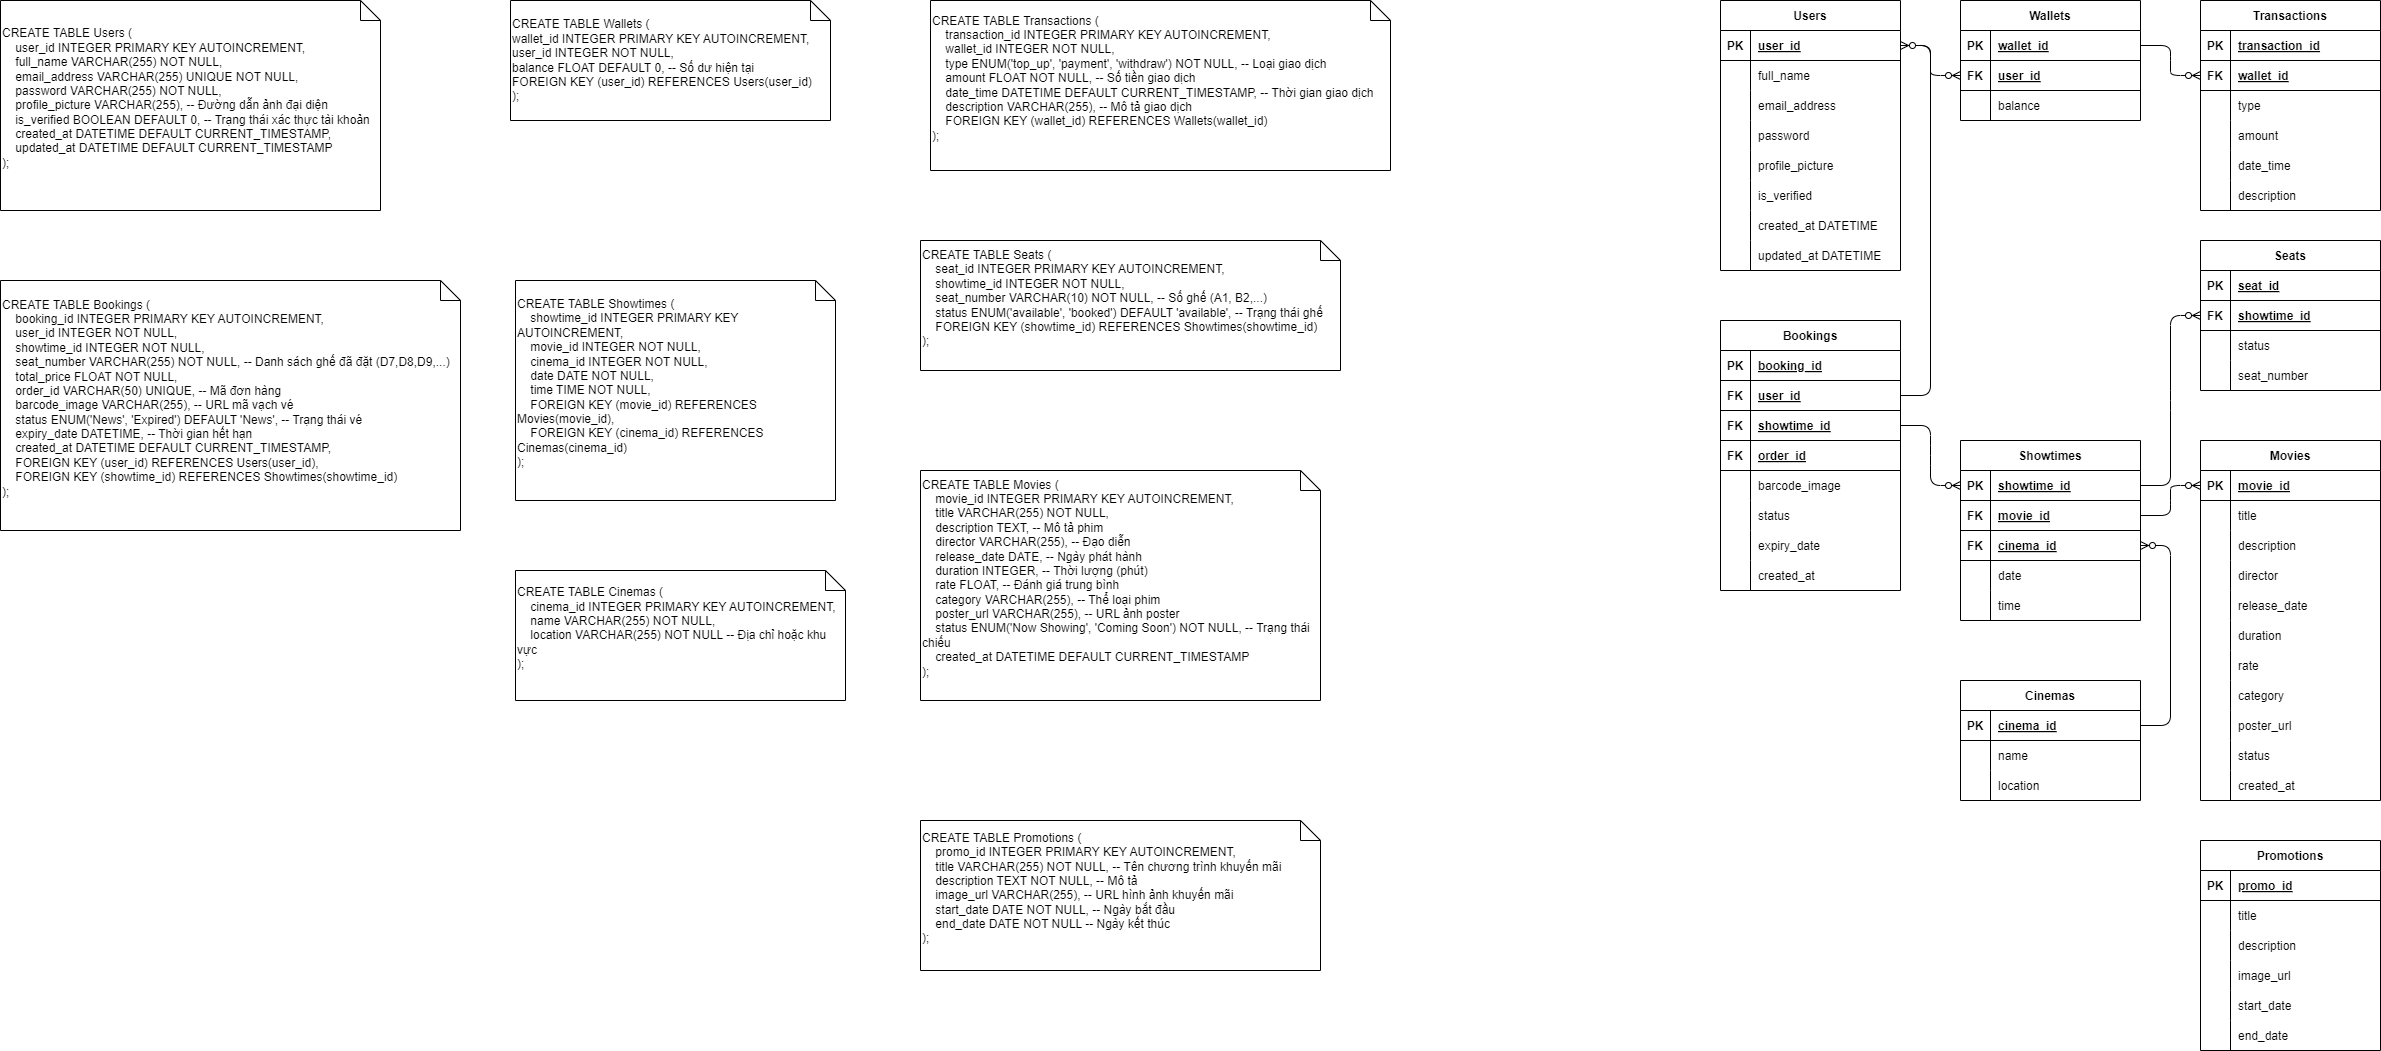 CREATE TABLE Users (
user_id INTEGER PRIMARY KEY AUTOINCREMENT,
full_name VARCHAR(255) NOT NULL,
email_address VARCHAR(255) UNIQUE NOT NULL,
password VARCHAR(255) NOT NULL,
profile_picture VARCHAR(255), -- Đường dẫn ảnh đại diện
is_verified BOOLEAN DEFAULT 0, -- Trạng thái xác thực tài khoản
created_at DATETIME DEFAULT CURRENT_TIMESTAMP,
updated_at DATETIME DEFAULT CURRENT_TIMESTAMP
);
CREATE TABLE Wallets (
wallet_id INTEGER PRIMARY KEY AUTOINCREMENT,
user_id INTEGER NOT NULL,
balance FLOAT DEFAULT 0, -- Số dư hiện tại
FOREIGN KEY (user_id) REFERENCES Users(user_id)
);
CREATE TABLE Transactions (
transaction_id INTEGER PRIMARY KEY AUTOINCREMENT,
wallet_id INTEGER NOT NULL,
type ENUM('top_up', 'payment', 'withdraw') NOT NULL, -- Loại giao dịch
amount FLOAT NOT NULL, -- Số tiền giao dịch
date_time DATETIME DEFAULT CURRENT_TIMESTAMP, -- Thời gian giao dịch
description VARCHAR(255), -- Mô tả giao dịch
FOREIGN KEY (wallet_id) REFERENCES Wallets(wallet_id)
);
CREATE TABLE Bookings (
booking_id INTEGER PRIMARY KEY AUTOINCREMENT,
user_id INTEGER NOT NULL,
showtime_id INTEGER NOT NULL,
seat_number VARCHAR(255) NOT NULL, -- Danh sách ghế đã đặt (D7,D8,D9,...)
total_price FLOAT NOT NULL,
order_id VARCHAR(50) UNIQUE, -- Mã đơn hàng
barcode_image VARCHAR(255), -- URL mã vạch vé
status ENUM('News', 'Expired') DEFAULT 'News', -- Trạng thái vé
expiry_date DATETIME, -- Thời gian hết hạn
created_at DATETIME DEFAULT CURRENT_TIMESTAMP,
FOREIGN KEY (user_id) REFERENCES Users(user_id),
FOREIGN KEY (showtime_id) REFERENCES Showtimes(showtime_id)
);
CREATE TABLE Showtimes (
showtime_id INTEGER PRIMARY KEY
AUTOINCREMENT,
movie_id INTEGER NOT NULL,
cinema_id INTEGER NOT NULL,
date DATE NOT NULL,
time TIME NOT NULL,
FOREIGN KEY (movie_id) REFERENCES
Movies(movie_id),
FOREIGN KEY (cinema_id) REFERENCES
Cinemas(cinema_id)
);
CREATE TABLE Seats (
seat_id INTEGER PRIMARY KEY AUTOINCREMENT,
showtime_id INTEGER NOT NULL,
seat_number VARCHAR(10) NOT NULL, -- Số ghế (A1, B2,...)
status ENUM('available', 'booked') DEFAULT 'available', -- Trạng thái ghế
FOREIGN KEY (showtime_id) REFERENCES Showtimes(showtime_id)
);
CREATE TABLE Cinemas (
cinema_id INTEGER PRIMARY KEY AUTOINCREMENT,
name VARCHAR(255) NOT NULL,
location VARCHAR(255) NOT NULL -- Địa chỉ hoặc khu
vực
);
CREATE TABLE Movies (
movie_id INTEGER PRIMARY KEY AUTOINCREMENT,
title VARCHAR(255) NOT NULL,
description TEXT, -- Mô tả phim
director VARCHAR(255), -- Đạo diễn
release_date DATE, -- Ngày phát hành
duration INTEGER, -- Thời lượng (phút)
rate FLOAT, -- Đánh giá trung bình
category VARCHAR(255), -- Thể loại phim
poster_url VARCHAR(255), -- URL ảnh poster
status ENUM('Now Showing', 'Coming Soon') NOT NULL, -- Trạng thái
chiếu
created_at DATETIME DEFAULT CURRENT_TIMESTAMP
);
CREATE TABLE Promotions (
promo_id INTEGER PRIMARY KEY AUTOINCREMENT,
title VARCHAR(255) NOT NULL, -- Tên chương trình khuyến mãi
description TEXT NOT NULL, -- Mô tả
image_url VARCHAR(255), -- URL hình ảnh khuyến mãi
start_date DATE NOT NULL, -- Ngày bắt đầu
end_date DATE NOT NULL -- Ngày kết thúc
);
Users
PK user_id
full_name
email_address
password
profile_picture
is_verified
created_at DATETIME
updated_at DATETIME
Wallets
PK wallet_id
FK user_id
balance
Transactions
PK transaction_id
FK wallet_id
type
amount
date_time
description
Seats
PK seat_id
FK showtime_id
status
seat_number
Bookings
PK booking_id
FK user_id
FK showtime_id
FK order_id
barcode_image
status
expiry_date
created_at
Showtimes
PK showtime_id
FK movie_id
FK cinema_id
date
time
Movies
PK movie_id
title
description
director
release_date
duration
rate
category
poster_url
status
created_at
Cinemas
PK cinema_id
name
location
Promotions
PK promo_id
title
description
image_url
start_date
end_date